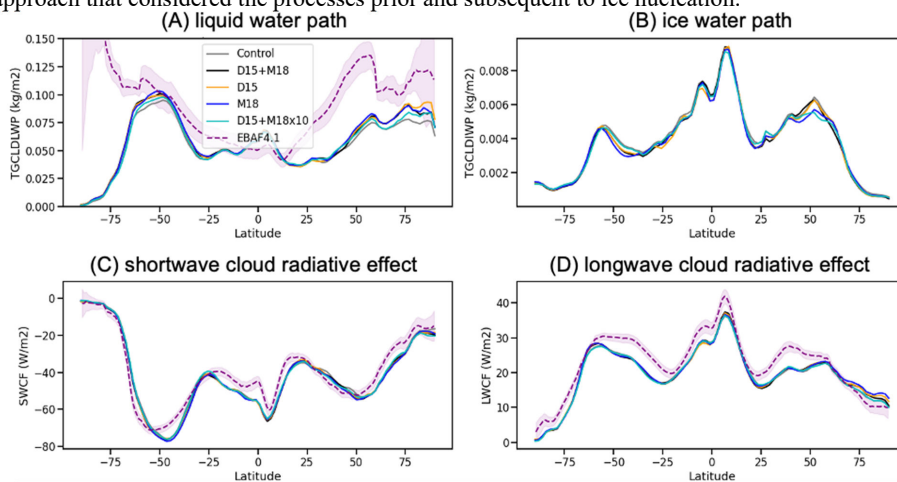 approach that considered the processes prior and subsequent to ice nucleation.
(A) liquid water path
(B) ice water path
0.150
0.125
0.100
0.075
0.050
0.025
0.000
TGCLDLWP (kg/m2)
Control
D15+M18
D15
M18
D15+M18x10
EBAF4.1
−75 −50 −25 0 25 50 75
Latitude
0.008
0.006
0.004
0.002
TGCLDIWP (kg/m2)
−75 −50 −25 0 25 50 75
Latitude
(C) shortwave cloud radiative effect
(D) longwave cloud radiative effect
0
−20
−40
−60
−80
SWCF (W/m2)
−75 −50 −25 0 25 50 75
Latitude
40
30
20
10
0
LWCF (W/m2)
−75 −50 −25 0 25 50 75
Latitude